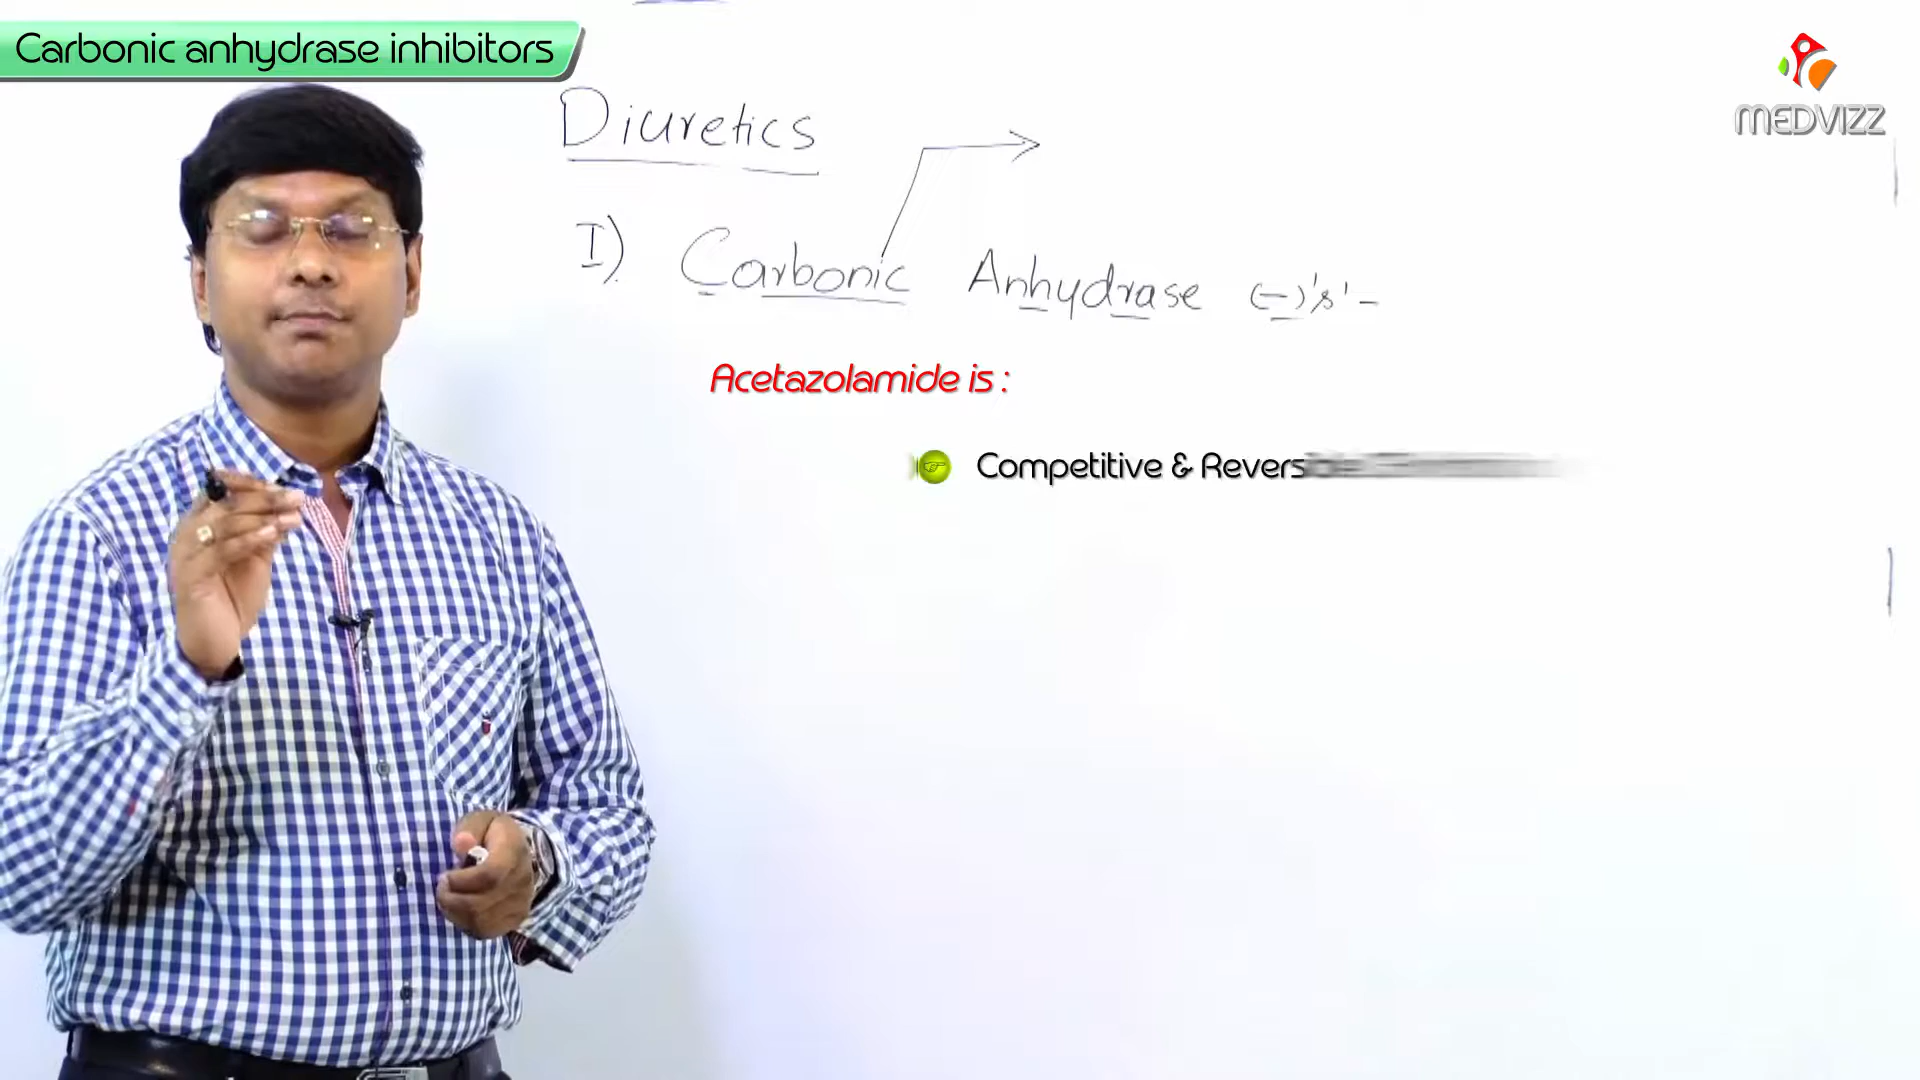 Carbonic anhydrase inhibitors
MEDVIZZ
Diuretics
I) Carbonic Anhydrase (-)'s' -
Acetazolamide is :
Competitive & Revers